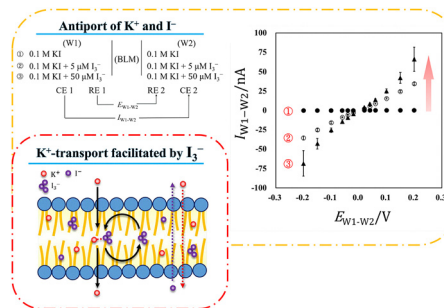 Antiport of K⁺ and I⁻
(W1) (BLM) (W2)
① 0.1 M KI 0.1 M KI
② 0.1 M KI + 5 μM I₃⁻ 0.1 M KI + 5 μM I₃⁻
③ 0.1 M KI + 50 μM I₃⁻ 0.1 M KI + 50 μM I₃⁻
CE 1 RE 1 RE 2 CE 2
E_W1-W2
I_W1-W2
K⁺-transport facilitated by I₃⁻
K⁺ I⁻
I₃⁻
I_W1-W2/nA
100
75
50
25
0
-25
-50
-75
-100
①
②
③
-0.3 -0.2 -0.1 0.0 0.1 0.2 0.3
E_W1-W2/V